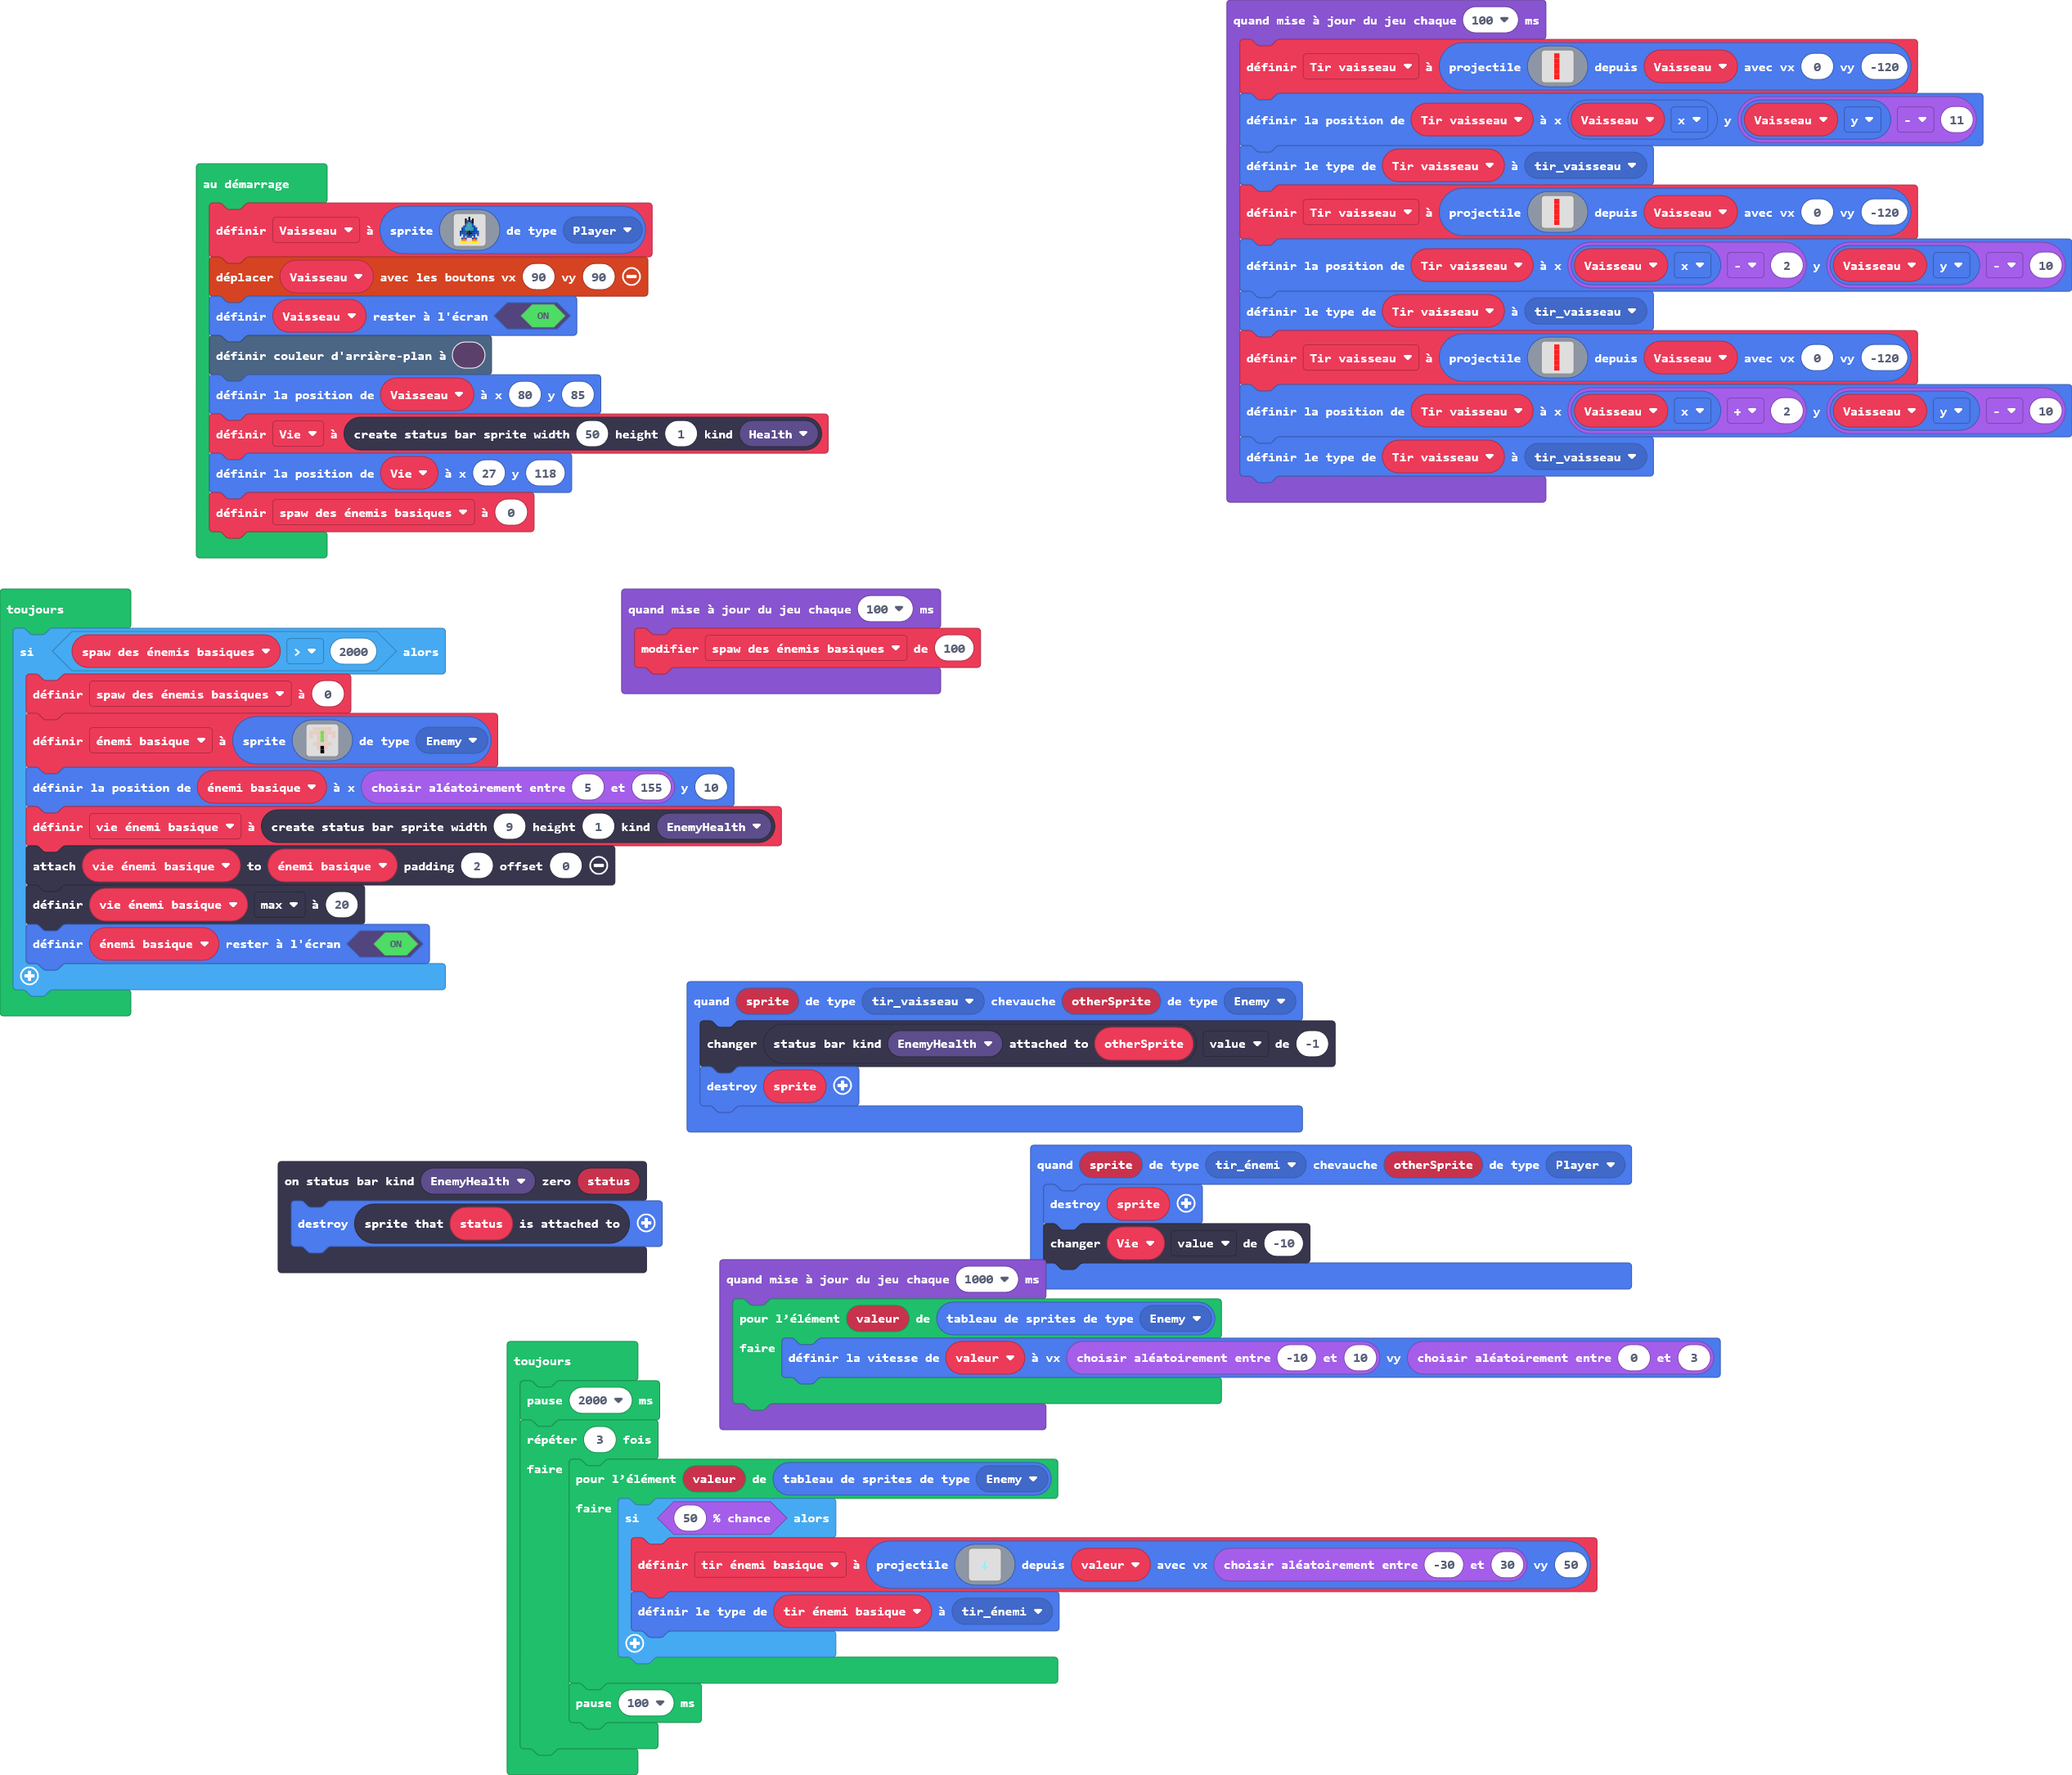 au démarrage
définir Vaisseau à sprite de type Player
déplacer Vaisseau avec les boutons vx 90 vy 90
définir Vaisseau rester à l'écran ON
définir couleur d'arrière-plan à
définir la position de Vaisseau à x 80 y 85
définir Vie à create status bar sprite width 50 height 1 kind Health
définir la position de Vie à x 27 y 118
définir spaw des énemis basiques à 0
quand mise à jour du jeu chaque 100 ms
définir Tir vaisseau à projectile depuis Vaisseau avec vx 0 vy -120
définir la position de Tir vaisseau à x Vaisseau x y Vaisseau y - 11
définir le type de Tir vaisseau à tir_vaisseau
définir Tir vaisseau à projectile depuis Vaisseau avec vx 0 vy -120
définir la position de Tir vaisseau à x Vaisseau x - 2 y Vaisseau y - 10
définir le type de Tir vaisseau à tir_vaisseau
définir Tir vaisseau à projectile depuis Vaisseau avec vx 0 vy -120
définir la position de Tir vaisseau à x Vaisseau x + 2 y Vaisseau y - 10
définir le type de Tir vaisseau à tir_vaisseau
toujours
si spaw des énemis basiques > 2000 alors
définir spaw des énemis basiques à 0
définir énemi basique à sprite de type Enemy
définir la position de énemi basique à x choisir aléatoirement entre 5 et 155 y 10
définir vie énemi basique à create status bar sprite width 9 height 1 kind EnemyHealth
attach vie énemi basique to énemi basique padding 2 offset 0
définir vie énemi basique max à 20
définir énemi basique rester à l'écran ON
quand mise à jour du jeu chaque 100 ms
modifier spaw des énemis basiques de 100
quand sprite de type tir_vaisseau chevauche otherSprite de type Enemy
changer status bar kind EnemyHealth attached to otherSprite value de -1
destroy sprite
on status bar kind EnemyHealth zero status
destroy sprite that status is attached to
quand sprite de type tir_énemi chevauche otherSprite de type Player
destroy sprite
changer Vie value de -10
quand mise à jour du jeu chaque 1000 ms
pour l'élément valeur de tableau de sprites de type Enemy
faire définir la vitesse de valeur à vx choisir aléatoirement entre -10 et 10 vy choisir aléatoirement entre 0 et 3
toujours
pause 2000 ms
répéter 3 fois
faire pour l'élément valeur de tableau de sprites de type Enemy
faire si 50 % chance alors
définir tir énemi basique à projectile depuis valeur avec vx choisir aléatoirement entre -30 et 30 vy 50
définir le type de tir énemi basique à tir_énemi
pause 100 ms